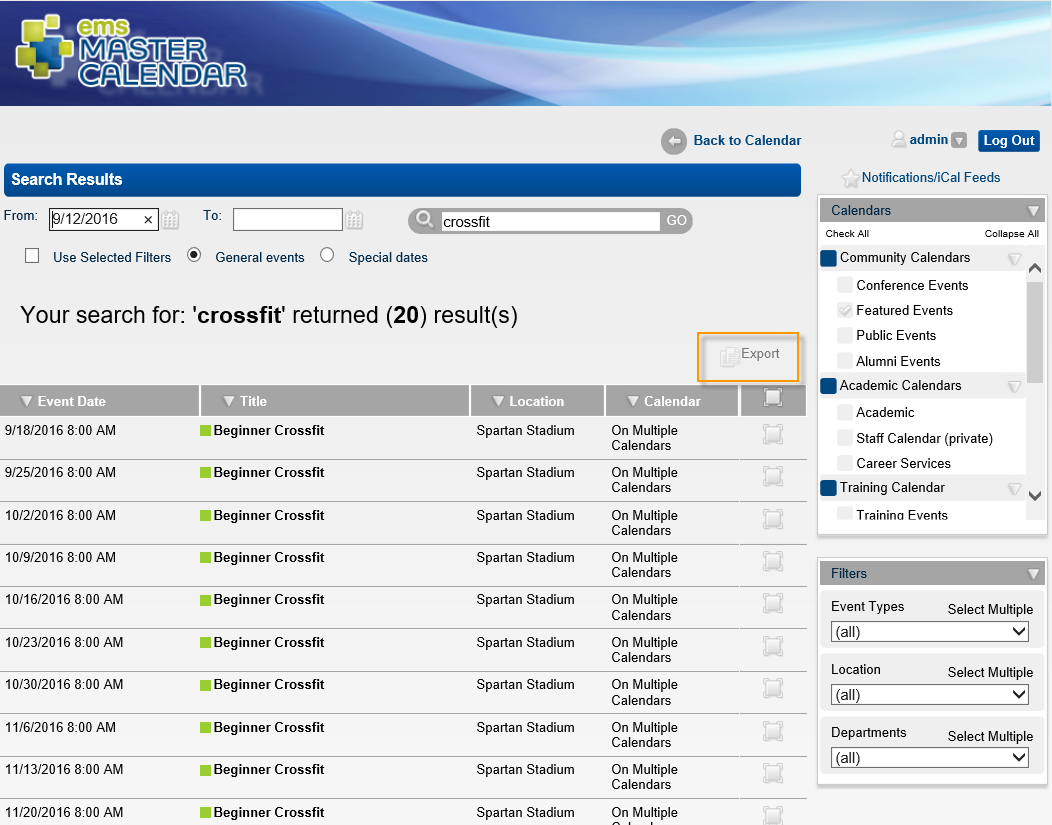 ems
MASTER
CALENDAR
Back to Calendar
admin
Log Out
Search Results
Notifications/iCal Feeds
From: 9/12/2016 × To: crossfit GO
Use Selected Filters General events Special dates
Your search for: 'crossfit' returned (20) result(s)
Export
Event Date Title Location Calendar
9/18/2016 8:00 AM Beginner Crossfit Spartan Stadium On Multiple
Calendars
9/25/2016 8:00 AM Beginner Crossfit Spartan Stadium On Multiple
Calendars
10/2/2016 8:00 AM Beginner Crossfit Spartan Stadium On Multiple
Calendars
10/9/2016 8:00 AM Beginner Crossfit Spartan Stadium On Multiple
Calendars
10/16/2016 8:00 AM Beginner Crossfit Spartan Stadium On Multiple
Calendars
10/23/2016 8:00 AM Beginner Crossfit Spartan Stadium On Multiple
Calendars
10/30/2016 8:00 AM Beginner Crossfit Spartan Stadium On Multiple
Calendars
11/6/2016 8:00 AM Beginner Crossfit Spartan Stadium On Multiple
Calendars
11/13/2016 8:00 AM Beginner Crossfit Spartan Stadium On Multiple
Calendars
11/20/2016 8:00 AM Beginner Crossfit Spartan Stadium On Multiple
Calendars
Calendars
Check All Collapse All
Community Calendars
Conference Events
Featured Events
Public Events
Alumni Events
Academic Calendars
Academic
Staff Calendar (private)
Career Services
Training Calendar
Training Events
Filters
Event Types Select Multiple
(all)
Location Select Multiple
(all)
Departments Select Multiple
(all)